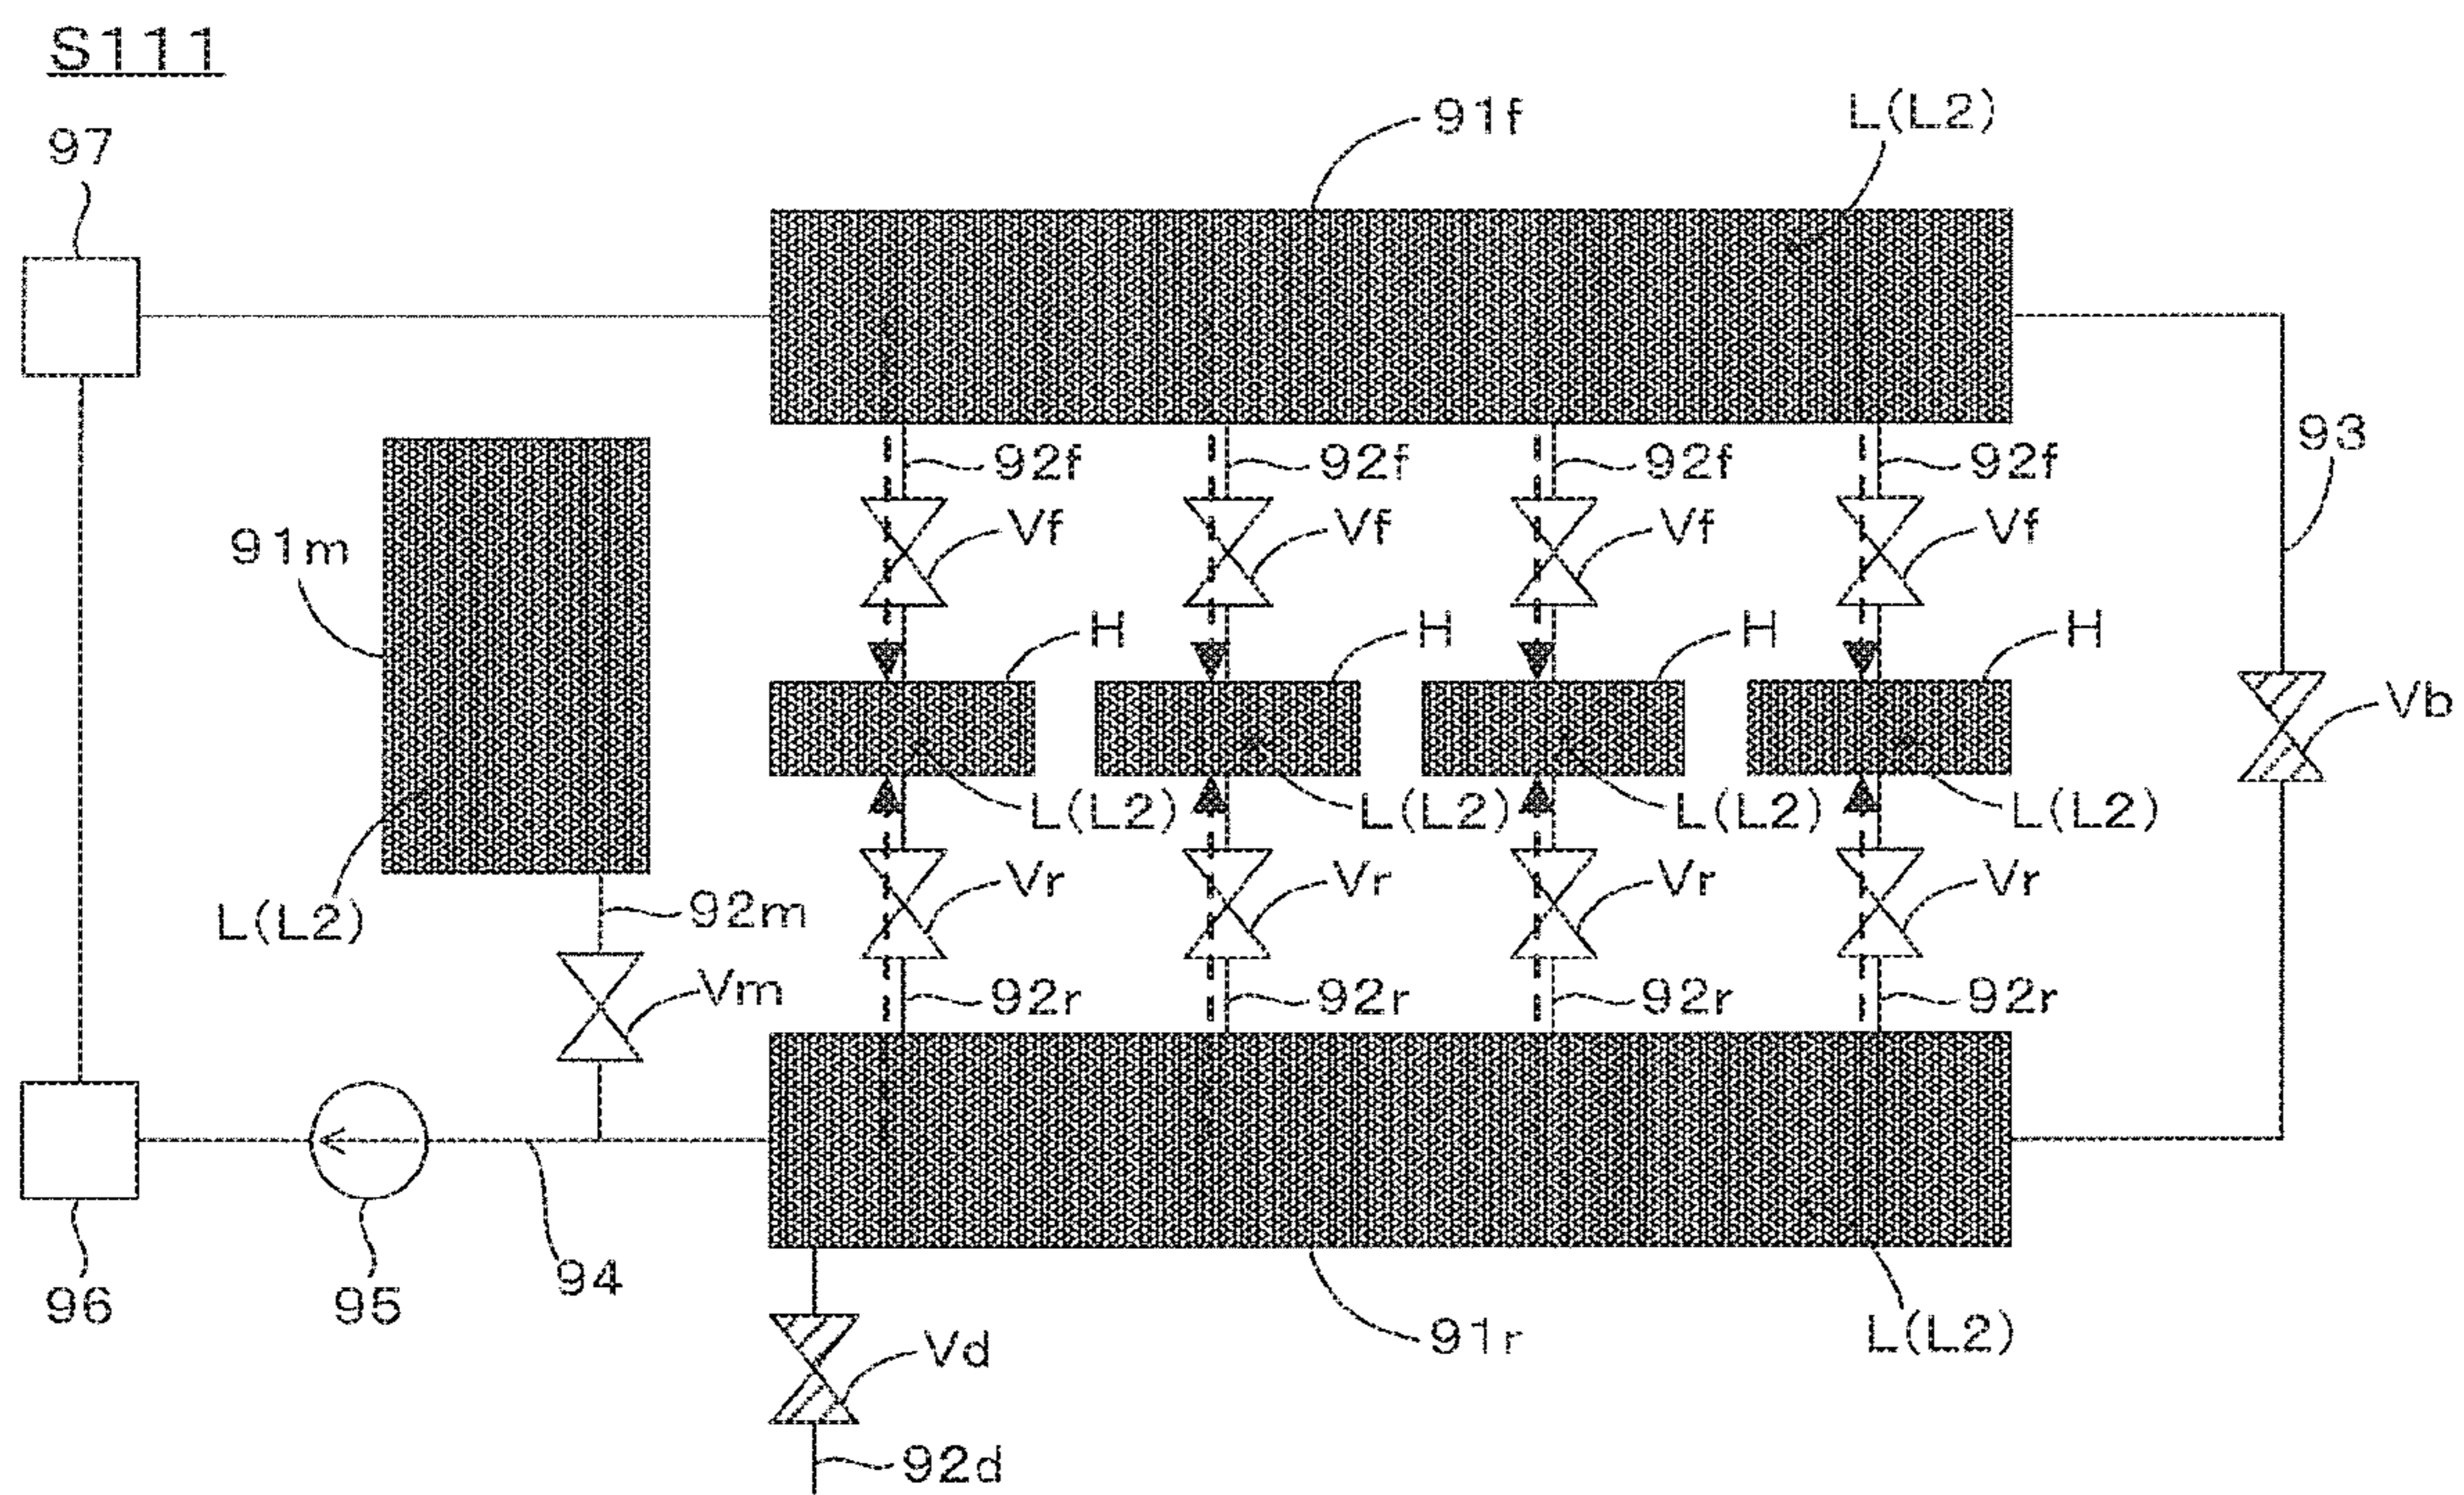 S111
91f L(L2)
97
92f 92f 92f 92f 93
Vf Vf Vf Vf
91m
H H H H
Vb
L(L2) L(L2) L(L2) L(L2)
Vr Vr Vr Vr
L(L2) 92m
Vm 92r 92r 92r 92r
96 95 94
91r L(L2)
Vd
92d